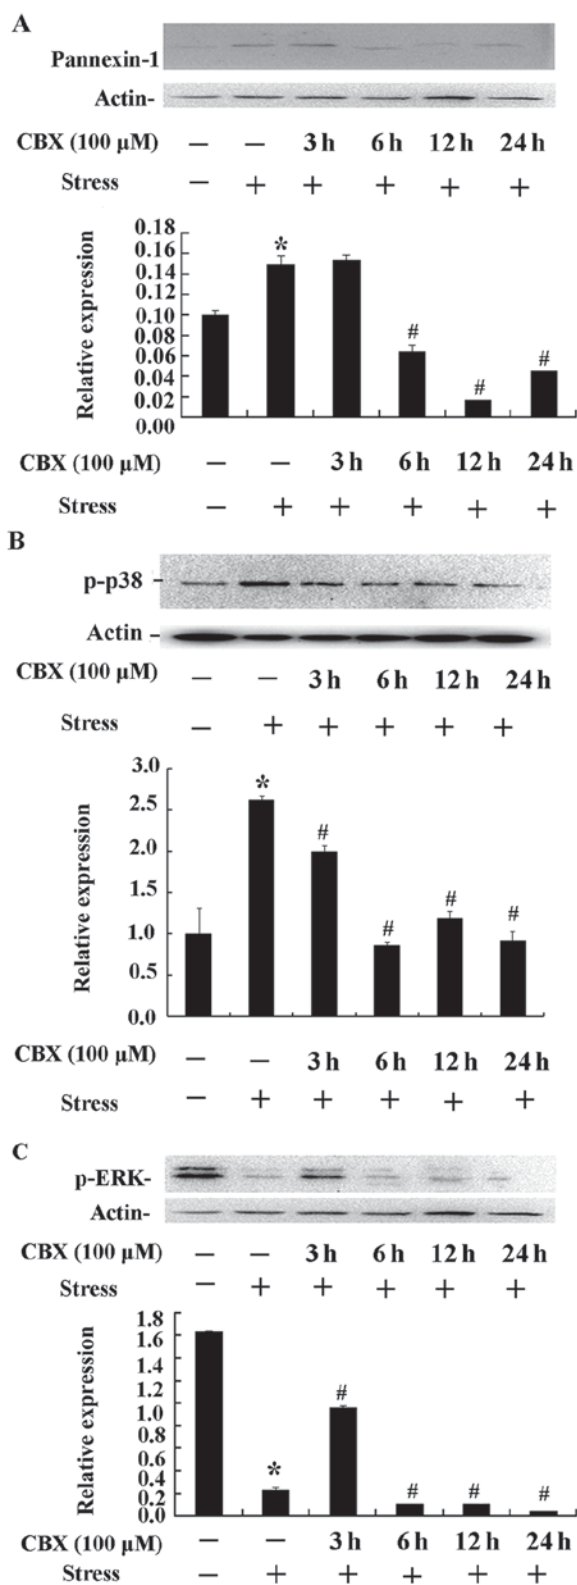 A
Pannexin-1
Actin-
CBX (100 µM) – – 3 h 6 h 12 h 24 h
Stress – + + + + +
Relative expression
0.18
0.16
0.14
0.12
0.10
0.08
0.06
0.04
0.02
0.00
*
# # #
CBX (100 µM) – – 3 h 6 h 12 h 24 h
Stress – + + + + +
B
p-p38 –
Actin –
CBX (100 µM) – – 3 h 6 h 12 h 24 h
Stress – + + + + +
Relative expression
3.0
2.5
2.0
1.5
1.0
0.5
0.0
*
# # # #
CBX (100 µM) – – 3 h 6 h 12 h 24 h
Stress – + + + + +
C
p-ERK-
Actin-
CBX (100 µM) – – 3 h 6 h 12 h 24 h
Stress – + + + + +
Relative expression
1.8
1.6
1.2
1.0
0.8
0.4
0.2
0.0
*
# # # #
CBX (100 µM) – – 3 h 6 h 12 h 24 h
Stress – + + + + +